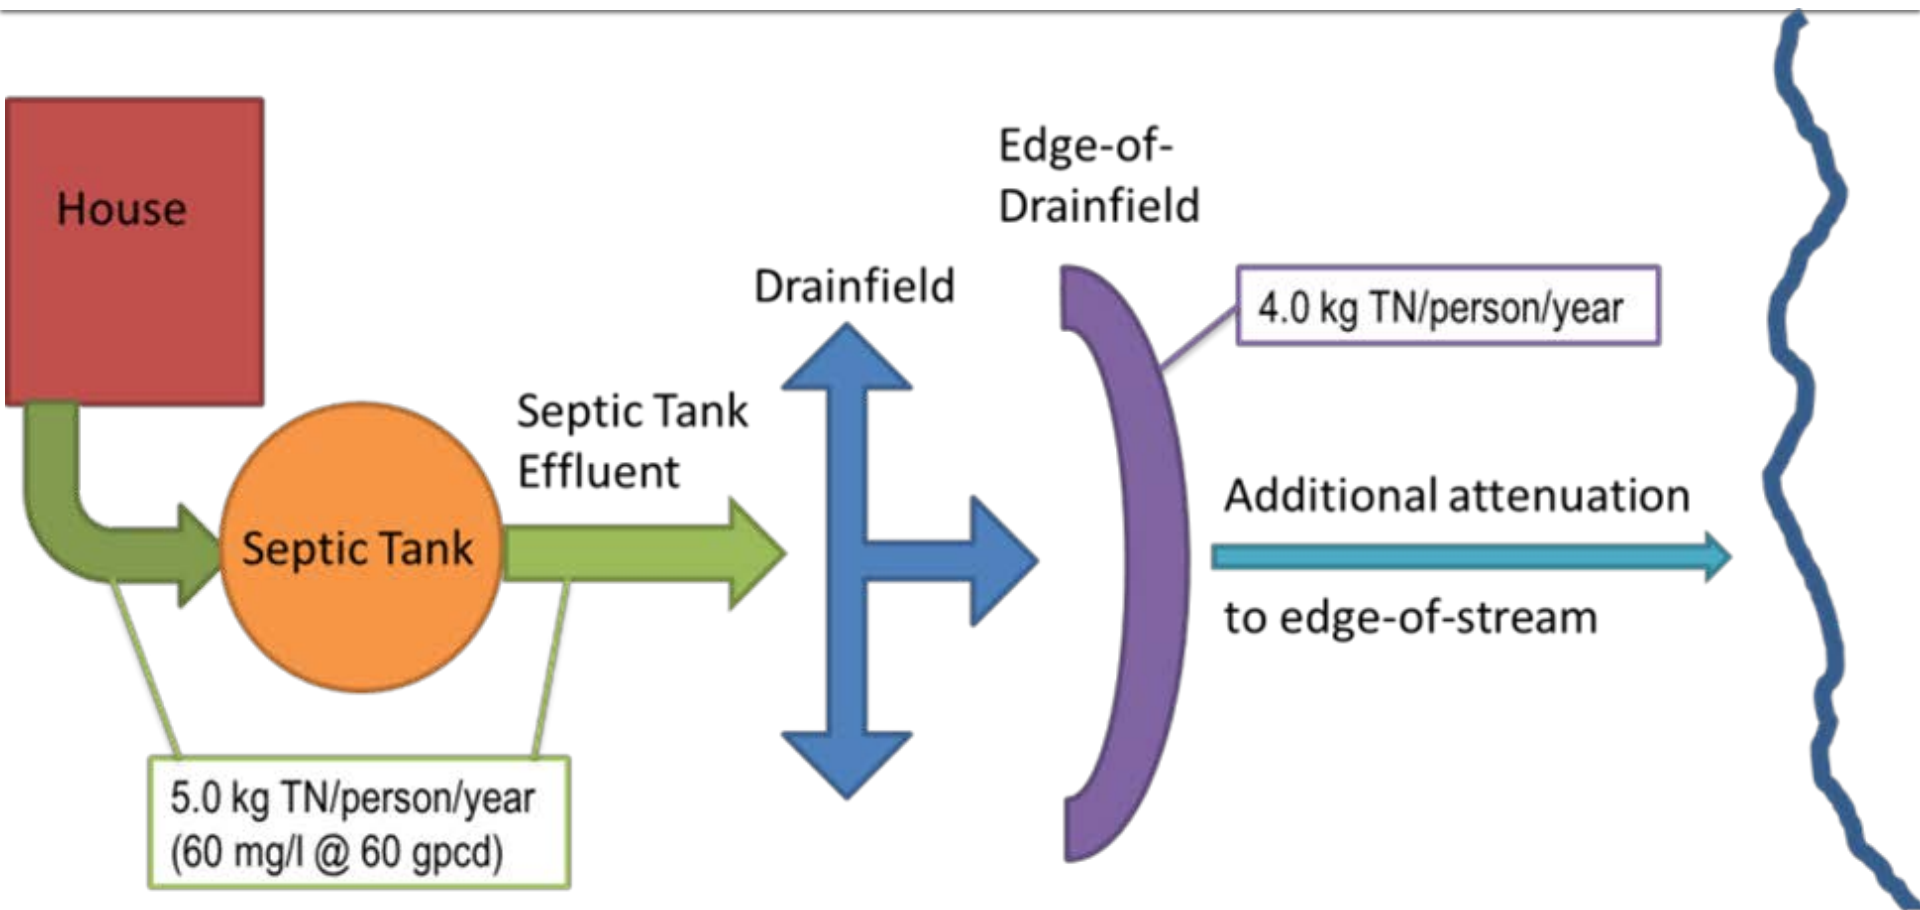 House
Septic Tank
Septic Tank
Effluent
5.0 kg TN/person/year
(60 mg/l @ 60 gpcd)
Drainfield
Edge-of-
Drainfield
4.0 kg TN/person/year
Additional attenuation
to edge-of-stream